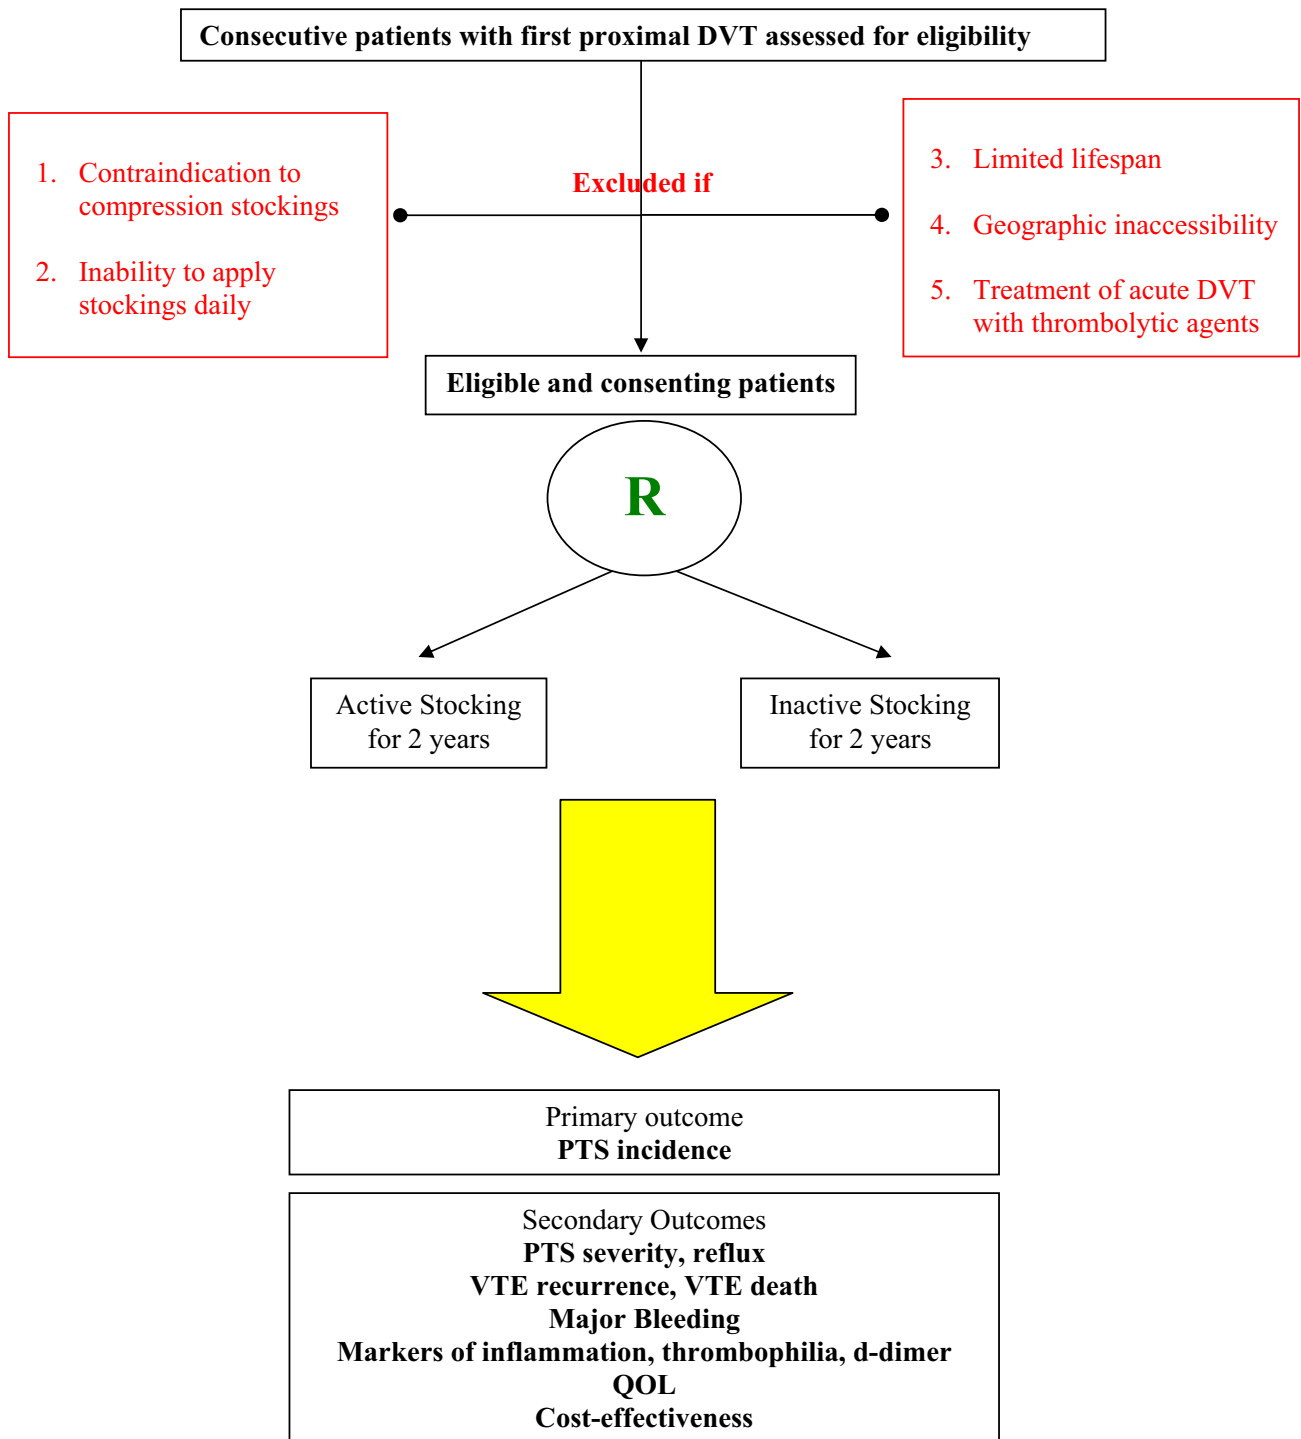 Consecutive patients with first proximal DVT assessed for eligibility
1. Contraindication to
compression stockings
2. Inability to apply
stockings daily
Excluded if
3. Limited lifespan
4. Geographic inaccessibility
5. Treatment of acute DVT
with thrombolytic agents
Eligible and consenting patients
R
Active Stocking
for 2 years
Inactive Stocking
for 2 years
Primary outcome
PTS incidence
Secondary Outcomes
PTS severity, reflux
VTE recurrence, VTE death
Major Bleeding
Markers of inflammation, thrombophilia, d-dimer
QOL
Cost-effectiveness